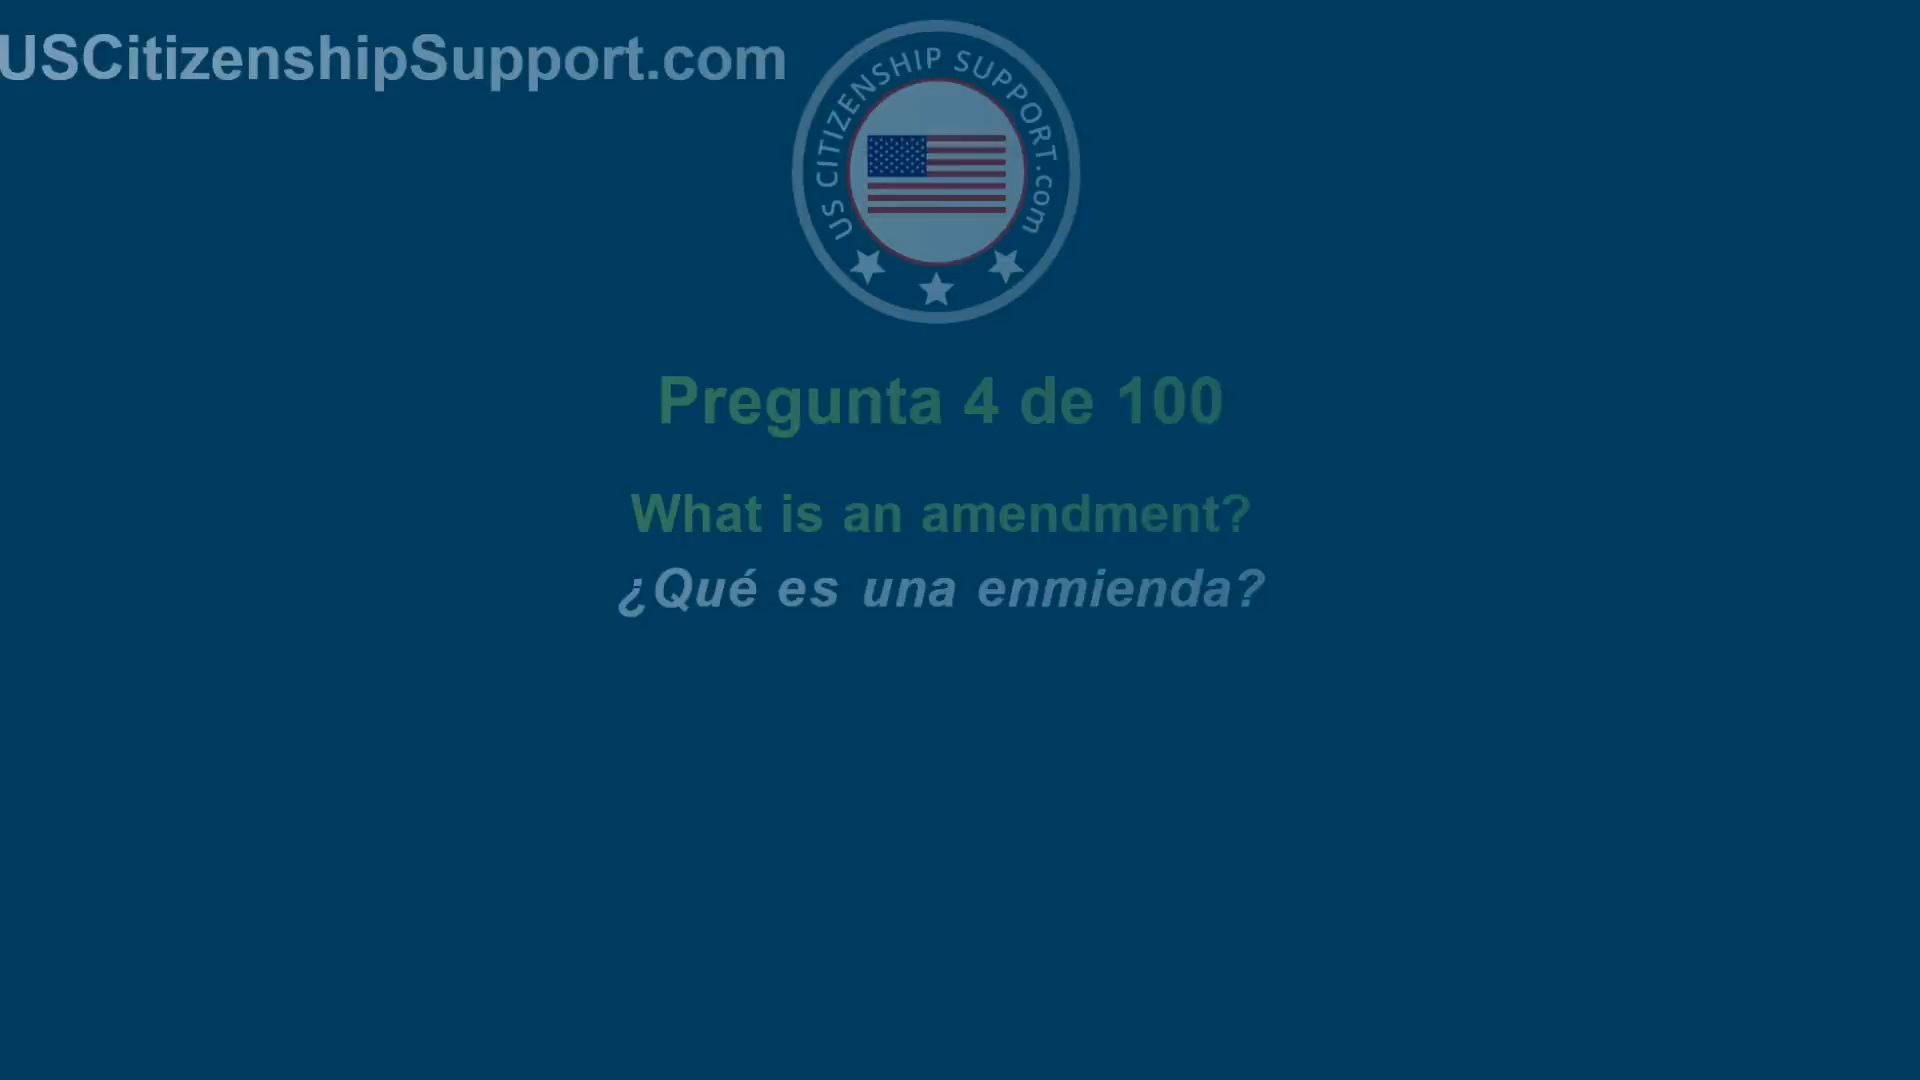 USCitizenshipSupport.com
US CITIZENSHIP SUPPORT.com
Pregunta 4 de 100
What is an amendment?
¿Qué es una enmienda?